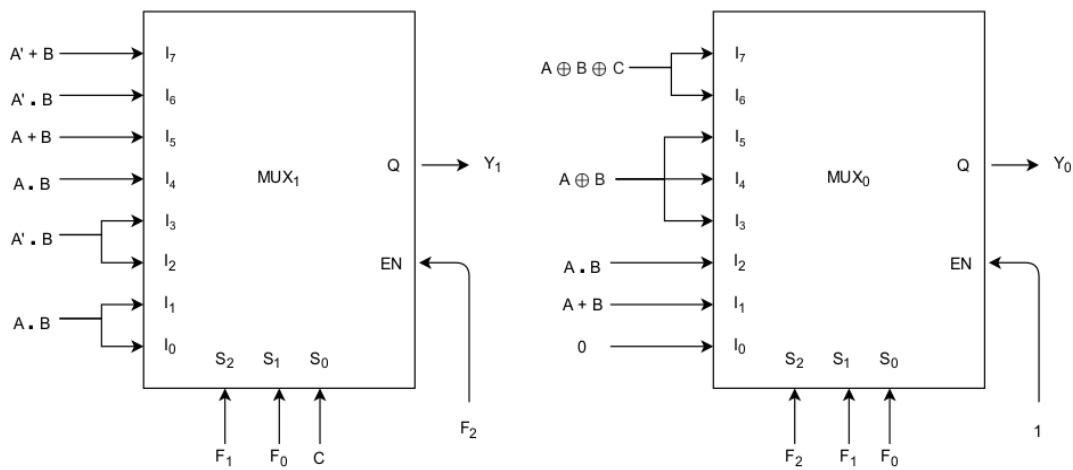 A' + B
I₇
A' . B
I₆
A + B
I₅
A . B
I₄
A' . B
I₃
I₂
A . B
I₁
I₀
MUX₁
Q
Y₁
EN
S₂ S₁ S₀
F₁ F₀ C
F₂
A ⊕ B ⊕ C
I₇
I₆
A ⊕ B
I₅
I₄
I₃
A . B
I₂
A + B
I₁
0
I₀
MUX₀
Q
Y₀
EN
S₂ S₁ S₀
F₂ F₁ F₀
1